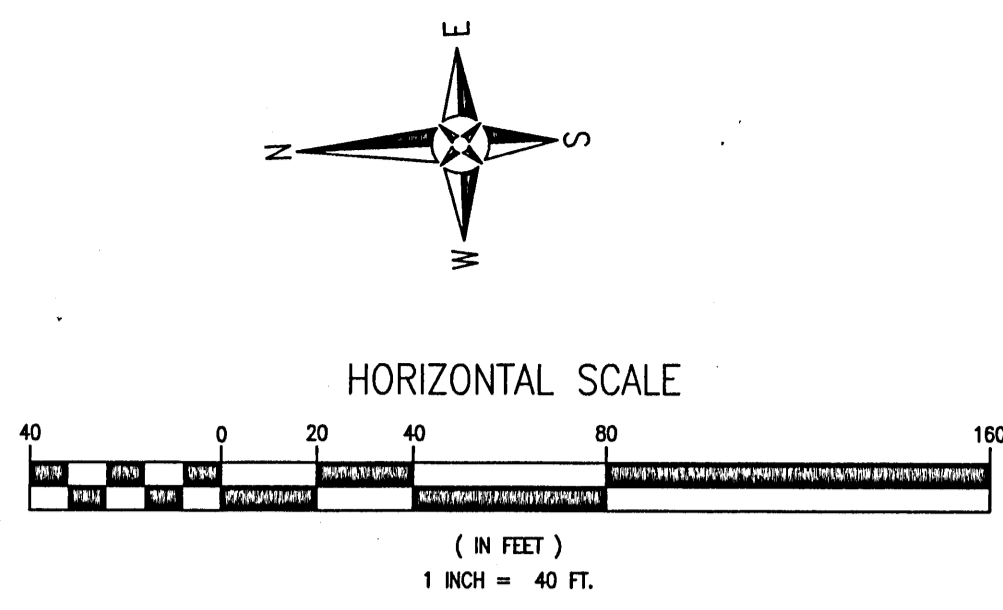 E
N
S
W
HORIZONTAL SCALE
40 0 20 40 80 160
( IN FEET )
1 INCH = 40 FT.